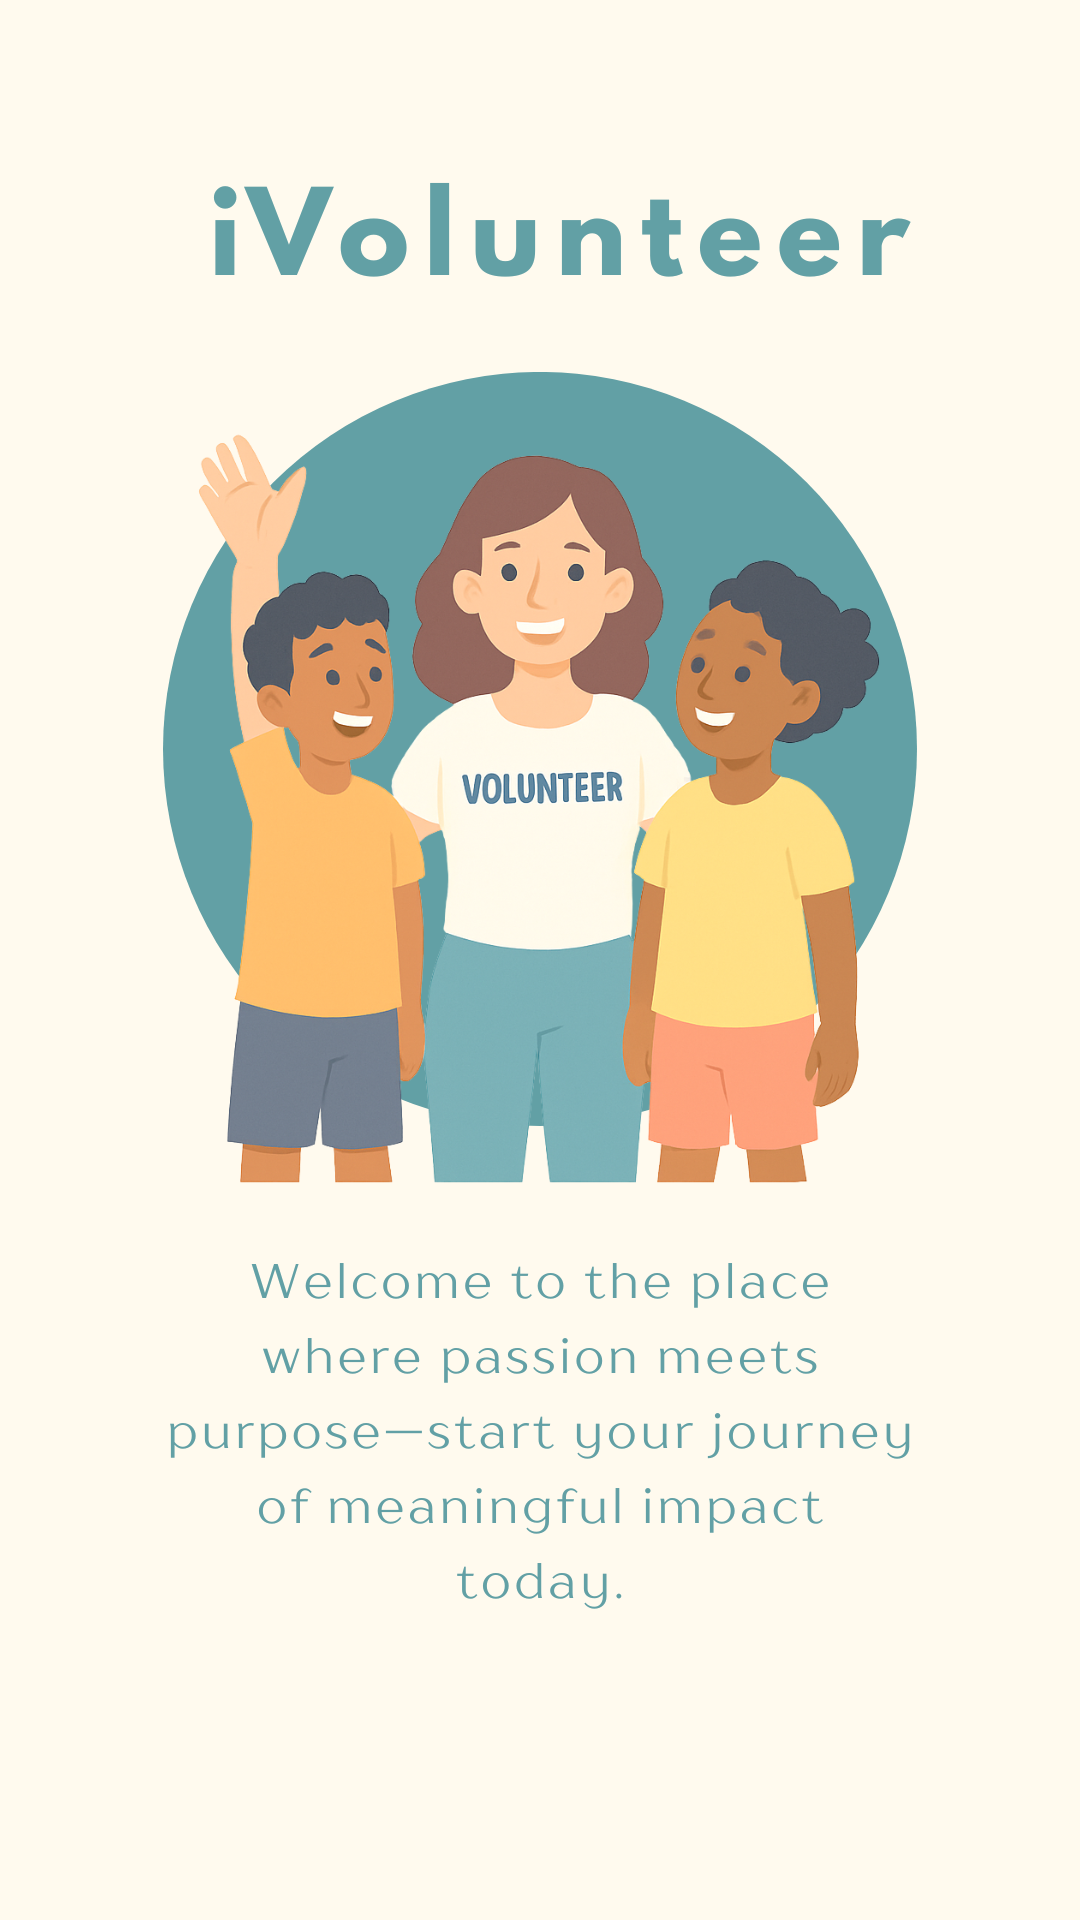 iVolunteer
VOLUNTEER
Welcome to the place
where passion meets
purpose—start your journey
of meaningful impact
today.